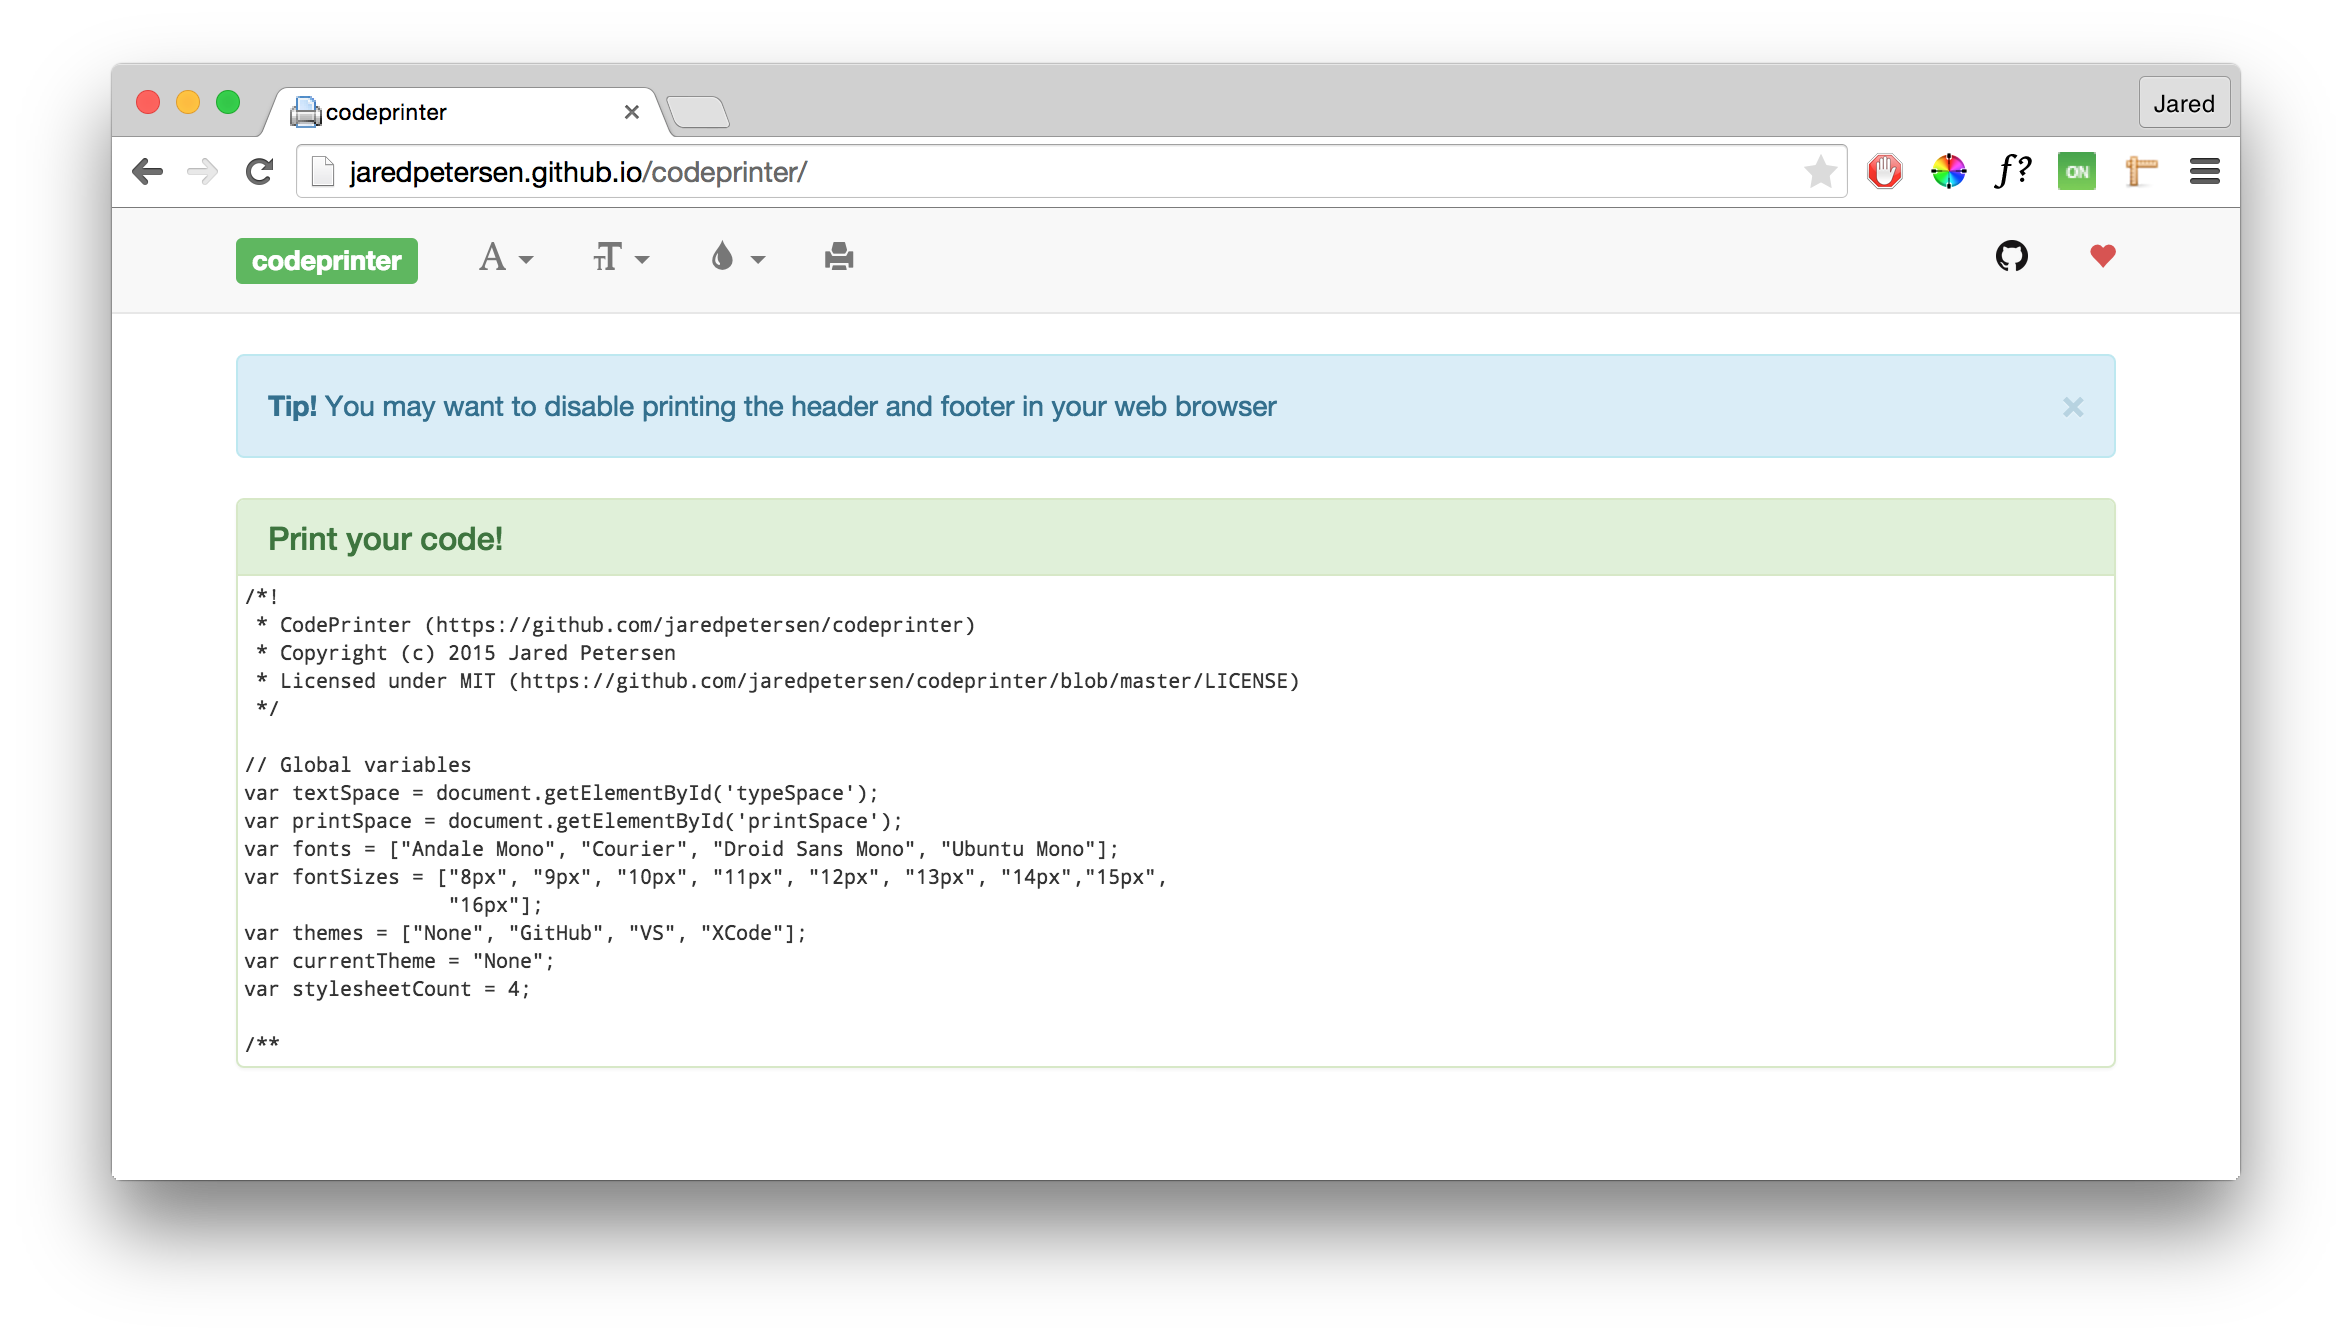 codeprinter
Jared
jaredpetersen.github.io/codeprinter/
f?
ON
codeprinter
A
TT
Tip! You may want to disable printing the header and footer in your web browser
Print your code!
/*!
 * CodePrinter (https://github.com/jaredpetersen/codeprinter)
 * Copyright (c) 2015 Jared Petersen
 * Licensed under MIT (https://github.com/jaredpetersen/codeprinter/blob/master/LICENSE)
 */
// Global variables
var textSpace = document.getElementById('typeSpace');
var printSpace = document.getElementById('printSpace');
var fonts = ["Andale Mono", "Courier", "Droid Sans Mono", "Ubuntu Mono"];
var fontSizes = ["8px", "9px", "10px", "11px", "12px", "13px", "14px","15px",
                 "16px"];
var themes = ["None", "GitHub", "VS", "XCode"];
var currentTheme = "None";
var stylesheetCount = 4;
/**